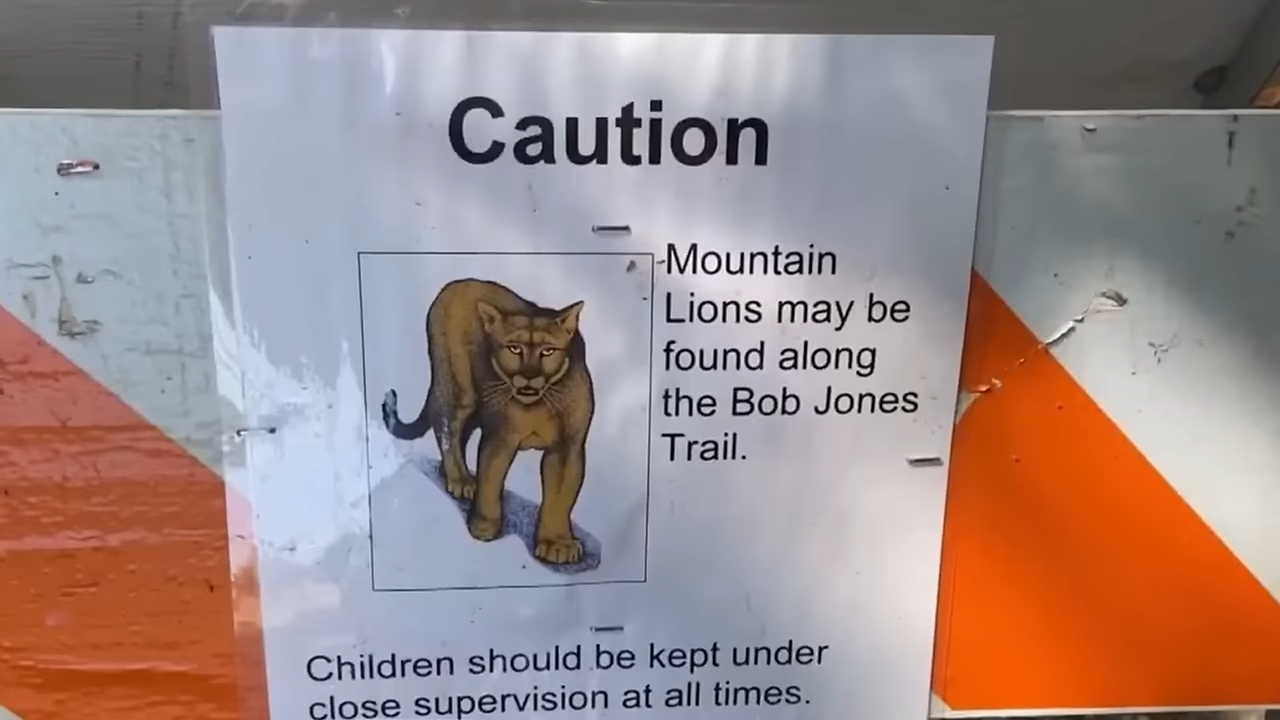 Caution
-Mountain
Lions may be
found along
the Bob Jones
Trail.
Children should be kept under
close supervision at all times.